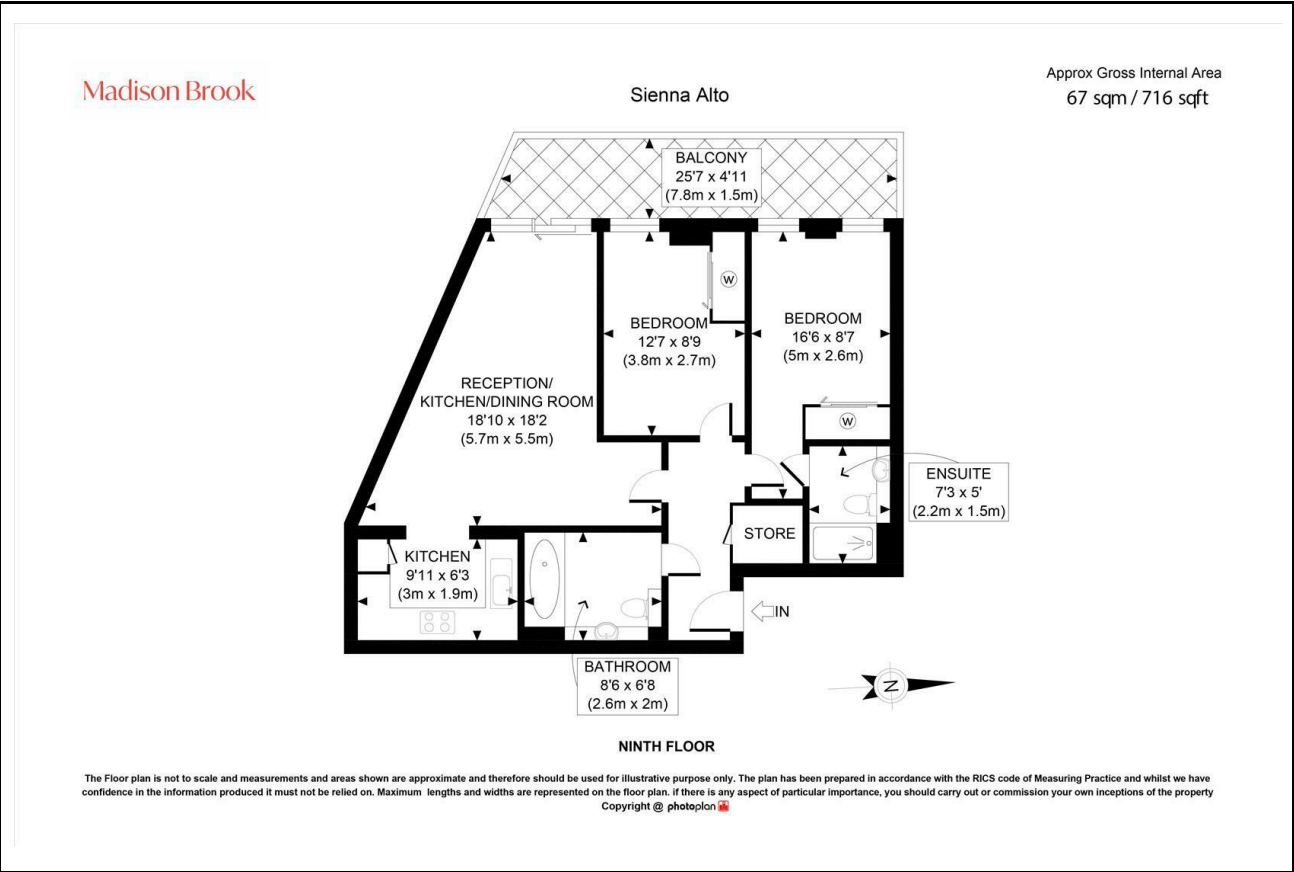 Madison Brook
Sienna Alto
Approx Gross Internal Area
67 sqm / 716 sqft
BALCONY
25'7 x 4'11
(7.8m x 1.5m)
W
BEDROOM
12'7 x 8'9
(3.8m x 2.7m)
BEDROOM
16'6 x 8'7
(5m x 2.6m)
RECEPTION/
KITCHEN/DINING ROOM
18'10 x 18'2
(5.7m x 5.5m)
W
ENSUITE
7'3 x 5'
(2.2m x 1.5m)
STORE
KITCHEN
9'11 x 6'3
(3m x 1.9m)
IN
BATHROOM
8'6 x 6'8
(2.6m x 2m)
N
NINTH FLOOR
The Floor plan is not to scale and measurements and areas shown are approximate and therefore should be used for illustrative purpose only. The plan has been prepared in accordance with the RICS code of Measuring Practice and whilst we have
confidence in the information produced it must not be relied on. Maximum lengths and widths are represented on the floor plan. if there is any aspect of particular importance, you should carry out or commission your own inceptions of the property
Copyright @ photoplan